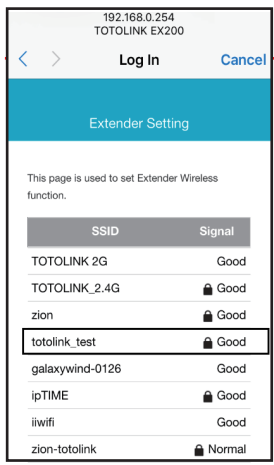 192.168.0.254
TOTOLINK EX200
Log In Cancel
Extender Setting
This page is used to set Extender Wireless
function.
SSID Signal
TOTOLINK 2G Good
TOTOLINK_2.4G Good
zion Good
totolink_test Good
galaxywind-0126 Good
ipTIME Good
iiwifi Good
zion-totolink Normal